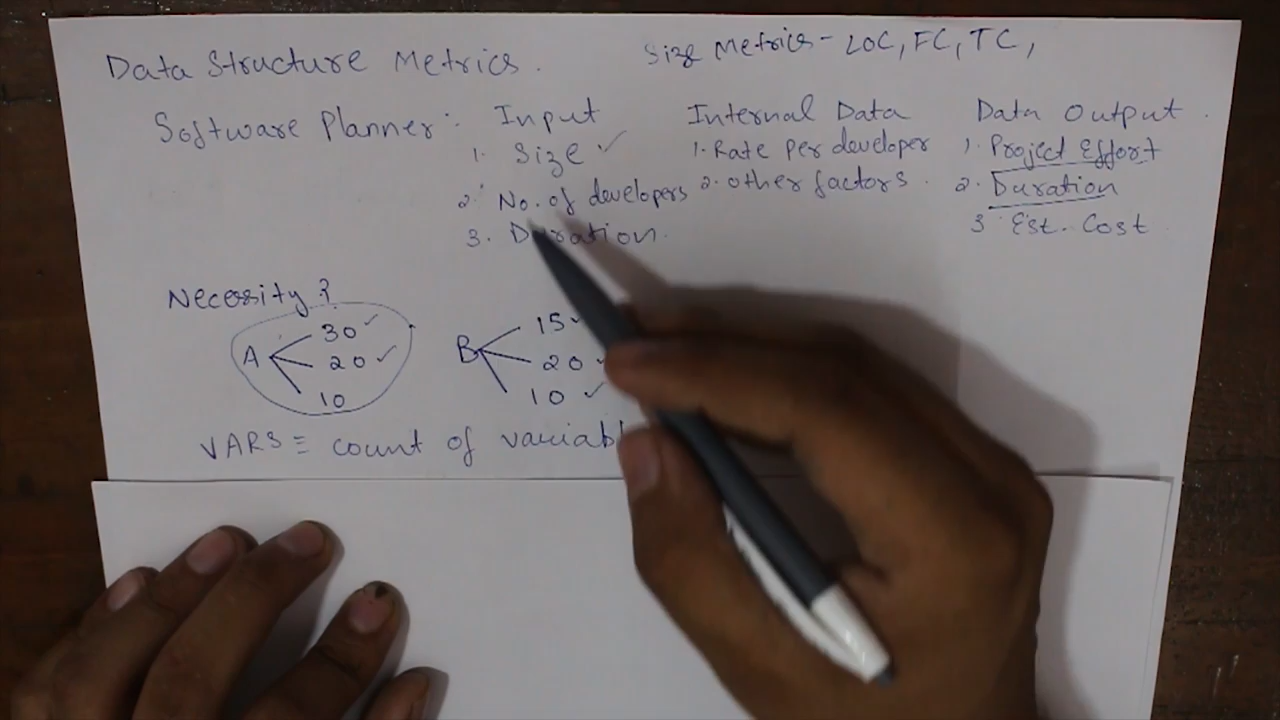 Data Structure Metrics.
Size Metrics - LOC, FC, TC,
Software Planner: Input
1. Size ✓
2. No. of developers
3. Duration.
Internal Data
1. Rate per developer
2. other factors.
Data Output.
1. Project Effort
2. Duration
3 Est. Cost
Necesity?
A
30 ✓
20 ✓
10
B
15 ✓
20 ✓
10 ✓
VARS ≡ count of